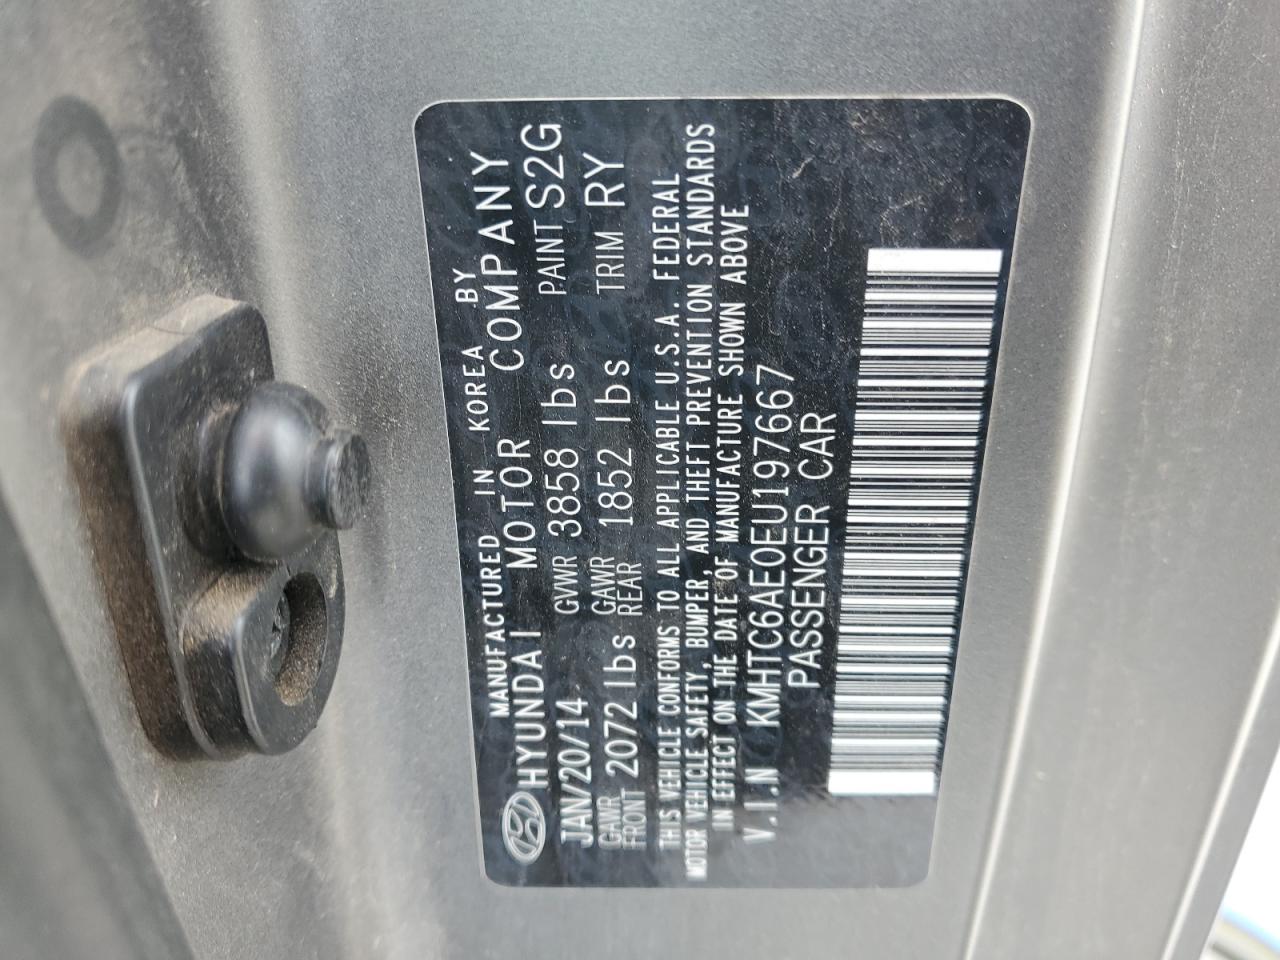 MANUFACTURED IN KOREA BY
HYUNDAI MOTOR COMPANY
JAN/20/14 GVWR 3858 lbs PAINT S2G
GAWR FRONT 2072 lbs GAWR REAR 1852 lbs TRIM RY
THIS VEHICLE CONFORMS TO ALL APPLICABLE U.S.A. FEDERAL
MOTOR VEHICLE SAFETY, BUMPER, AND THEFT PREVENTION STANDARDS
IN EFFECT ON THE DATE OF MANUFACTURE SHOWN ABOVE
V.I.N KMHTC6AE0EU197667
PASSENGER CAR